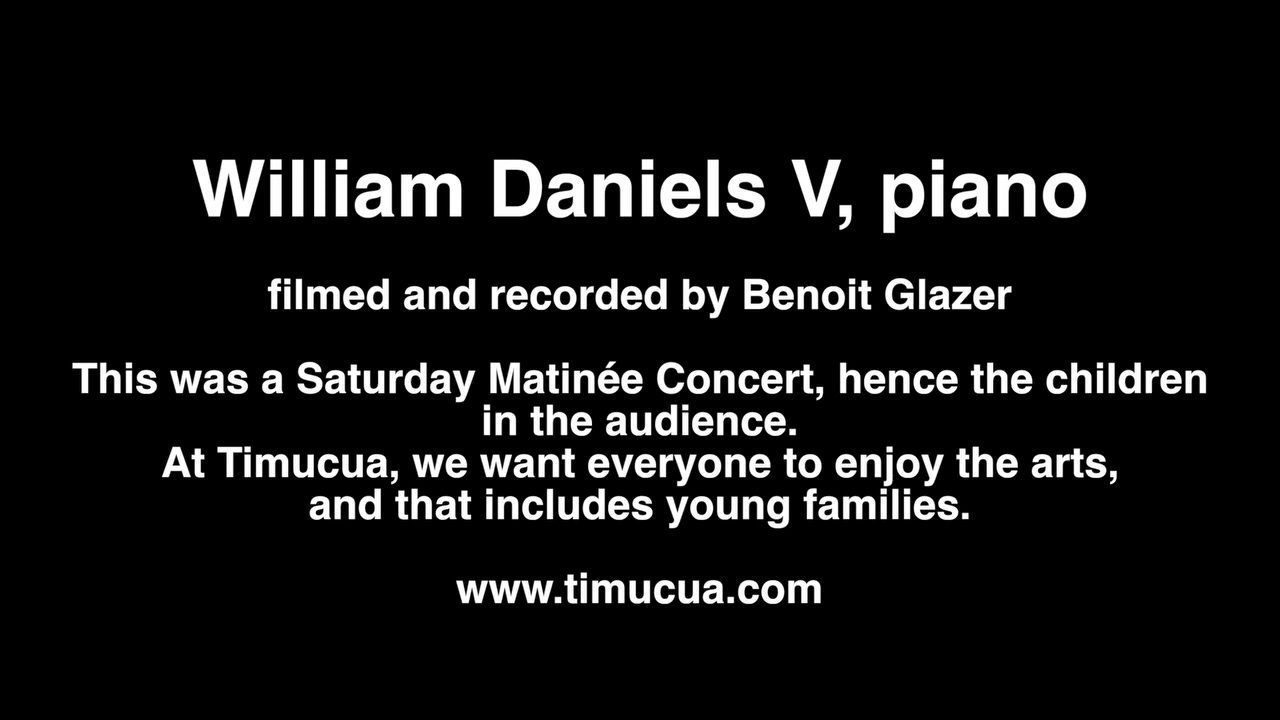 William Daniels V, piano
filmed and recorded by Benoit Glazer
This was a Saturday Matinée Concert, hence the children
in the audience.
At Timucua, we want everyone to enjoy the arts,
and that includes young families.
www.timucua.com